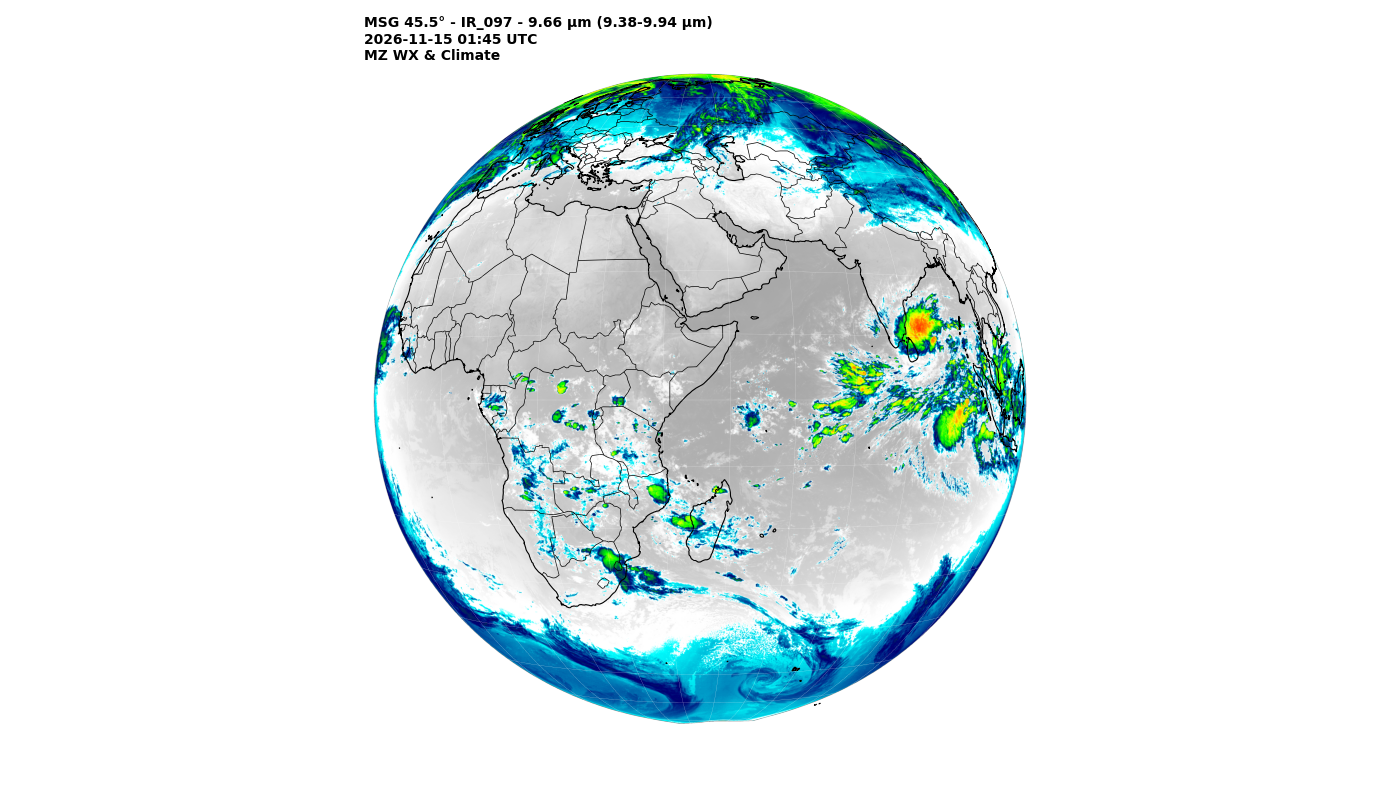 MSG 45.5° - IR_097 - 9.66 μm (9.38-9.94 μm)
2026-11-15 01:45 UTC
MZ WX & Climate